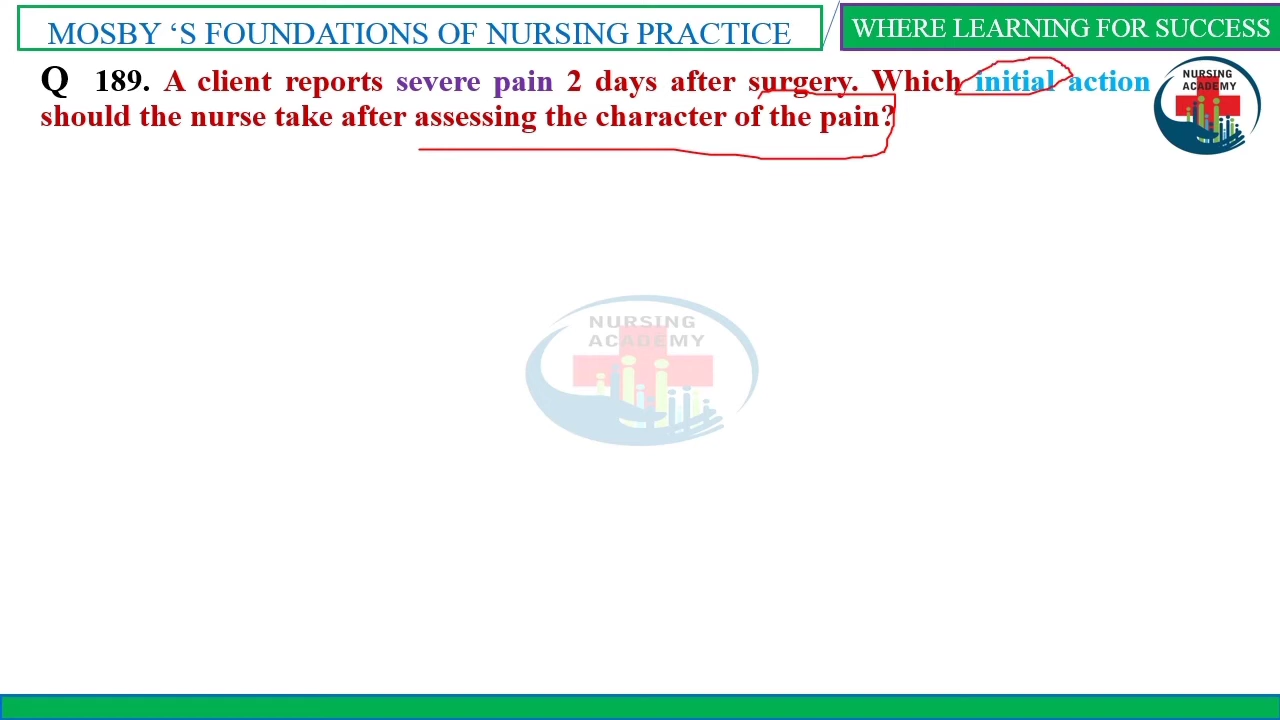 MOSBY ‘S FOUNDATIONS OF NURSING PRACTICE
WHERE LEARNING FOR SUCCESS
Q 189. A client reports severe pain 2 days after surgery. Which initial action
should the nurse take after assessing the character of the pain?
NURSING
ACADEMY
NURSING
ACADEMY